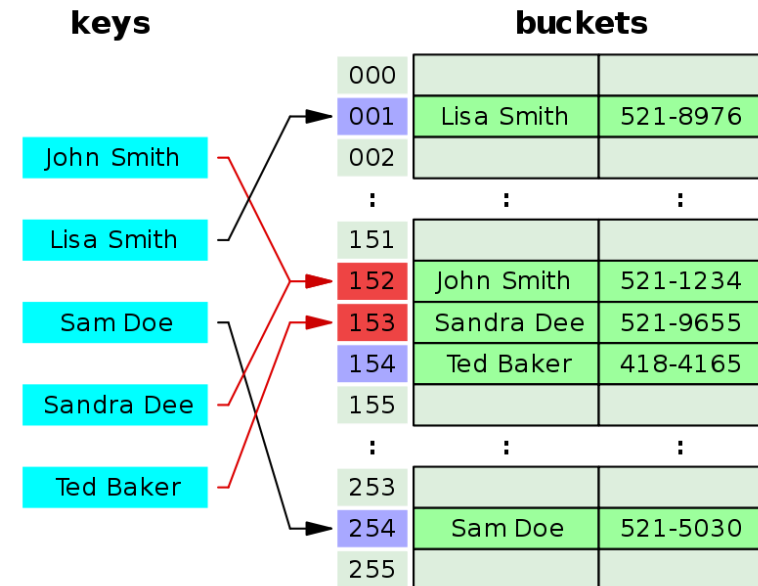 keys
buckets
000
001 Lisa Smith 521-8976
John Smith
002
:
:
:
Lisa Smith
151
152 John Smith 521-1234
Sam Doe
153 Sandra Dee 521-9655
154 Ted Baker 418-4165
Sandra Dee
155
:
:
:
Ted Baker
253
254 Sam Doe 521-5030
255